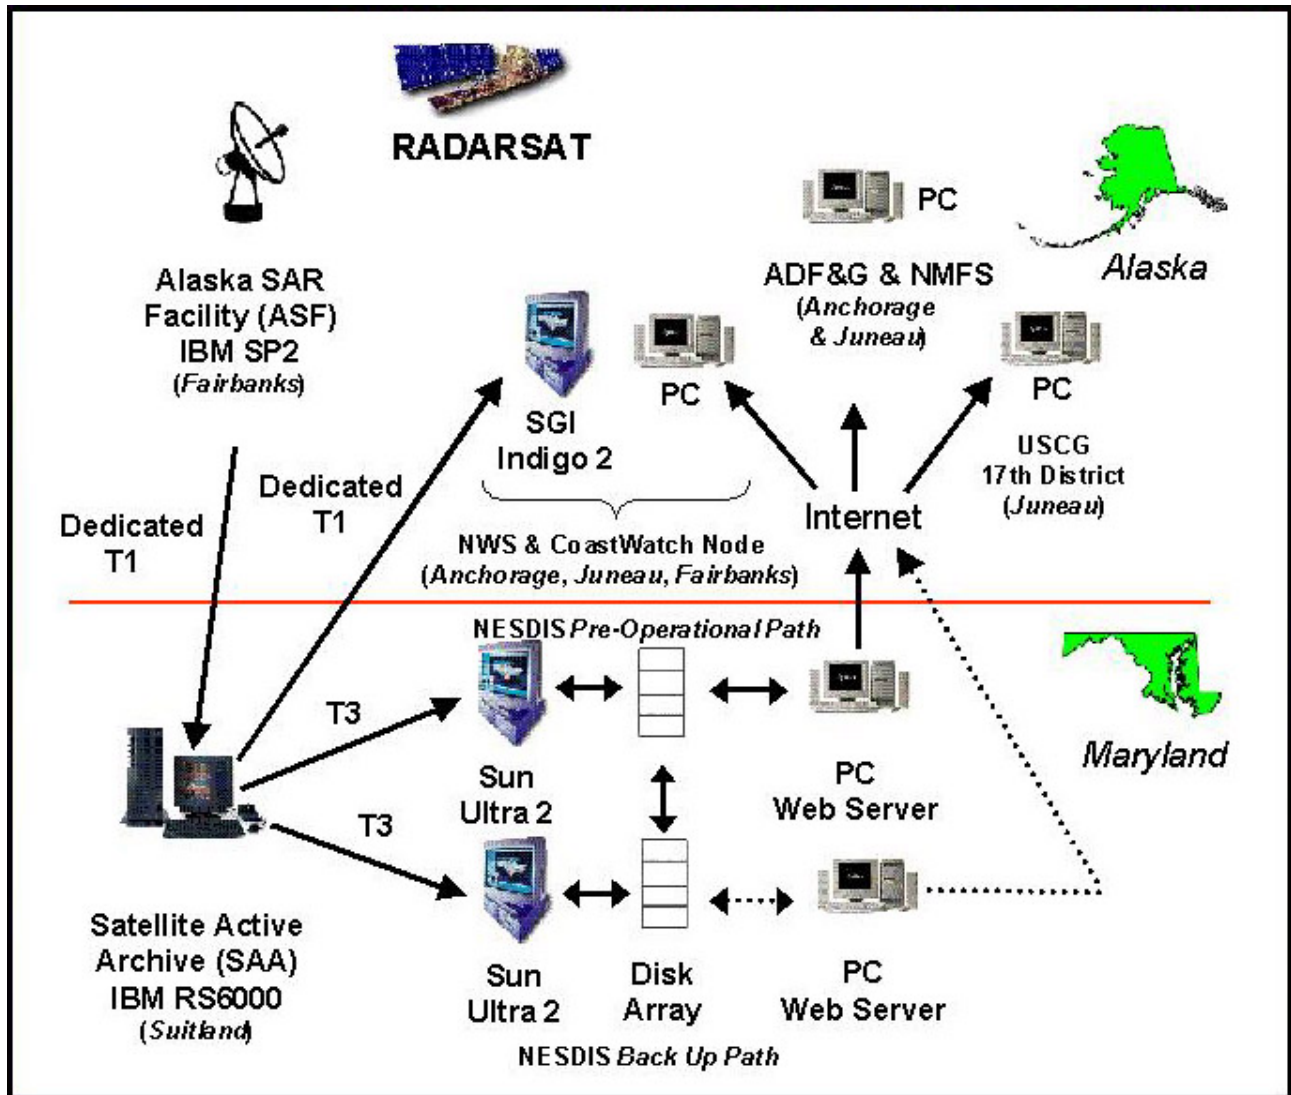 RADARSAT
Alaska SAR
Facility (ASF)
IBM SP2
(Fairbanks)
PC
ADF&G & NMFS
(Anchorage
& Juneau)
Alaska
SGI
Indigo 2
PC
PC
USCG
17th District
(Juneau)
Dedicated
T1
Dedicated
T1
Internet
NWS & CoastWatch Node
(Anchorage, Juneau, Fairbanks)
NESDIS Pre-Operational Path
T3
Sun
Ultra 2
PC
Web Server
Maryland
T3
Satellite Active
Archive (SAA)
IBM RS6000
(Suitland)
Sun
Ultra 2
Disk
Array
PC
Web Server
NESDIS Back Up Path